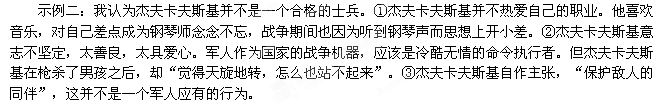 示例二：我认为杰夫卡夫斯基并不是一个合格的士兵。①杰夫卡夫斯基并不热爱自己的职业。他喜欢
音乐，对自己差点成为钢琴师念念不忘，战争期间也因为听到钢琴声而思想上开小差。②杰夫卡夫斯基意
志不坚定，太善良，太具爱心。军人作为国家的战争机器，应该是冷酷无情的命令执行者。但杰夫卡夫斯
基在枪杀了男孩之后，却“觉得天旋地转，怎么也站不起来”。③杰夫卡夫斯基自作主张，“保护敌人的
同伴”，这并不是一个军人应有的行为。